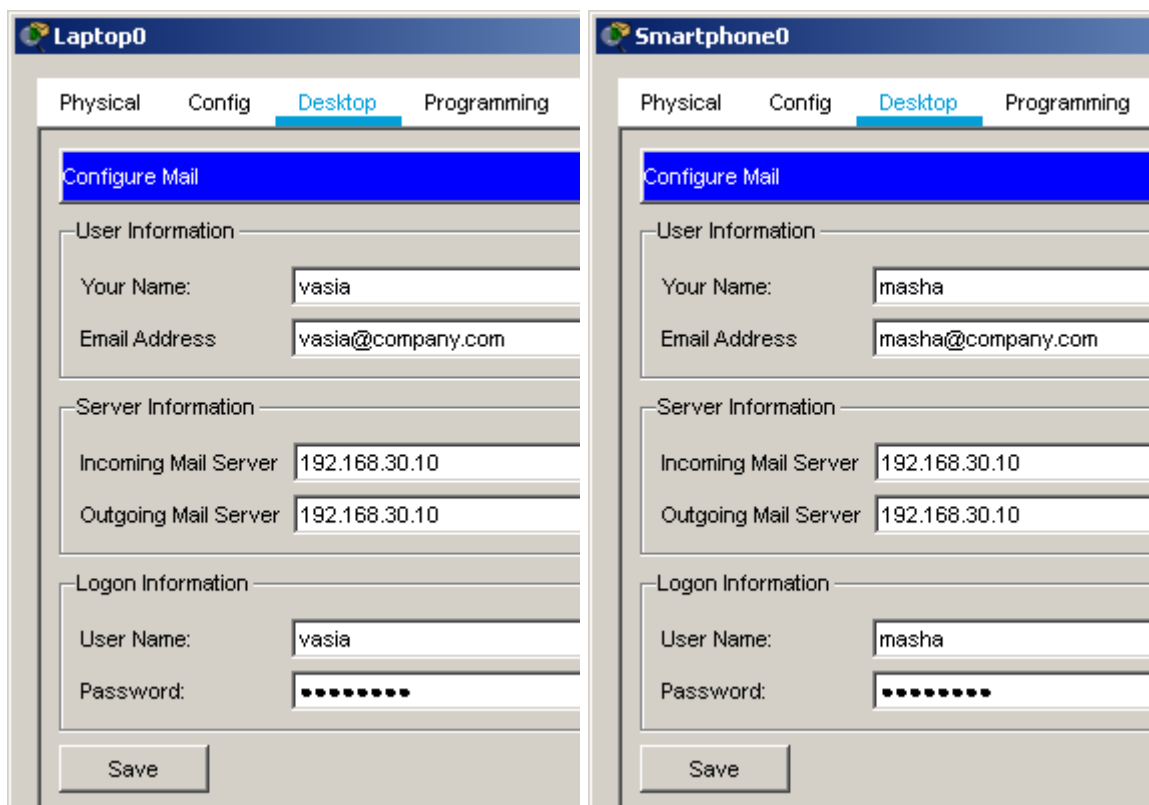 Laptop0
Physical Config Desktop Programming
Configure Mail
User Information
Your Name: vasia
Email Address vasia@company.com
Server Information
Incoming Mail Server 192.168.30.10
Outgoing Mail Server 192.168.30.10
Logon Information
User Name: vasia
Password: ••••••••
Save
Smartphone0
Physical Config Desktop Programming
Configure Mail
User Information
Your Name: masha
Email Address masha@company.com
Server Information
Incoming Mail Server 192.168.30.10
Outgoing Mail Server 192.168.30.10
Logon Information
User Name: masha
Password: ••••••••
Save